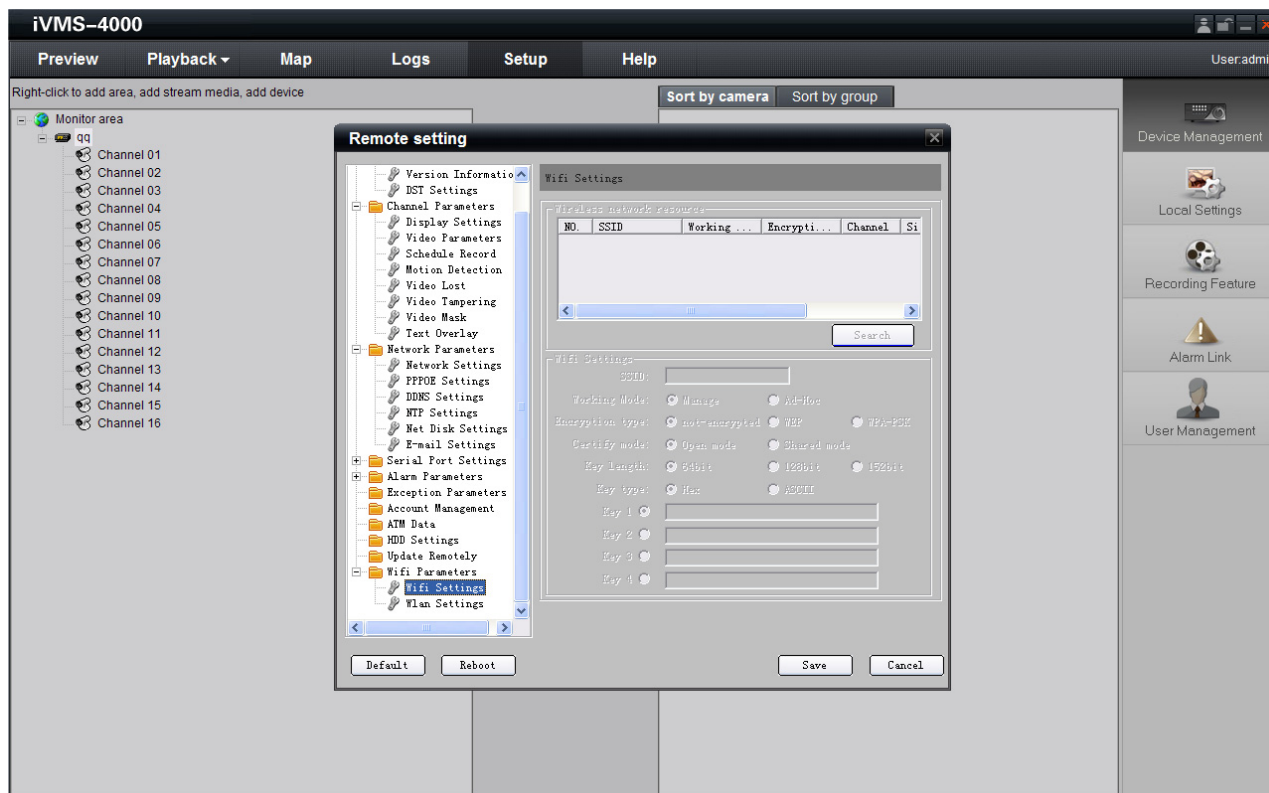 iVMS-4000
Preview Playback Map Logs Setup Help User:admi
Right-click to add area, add stream media, add device
Sort by camera Sort by group
Monitor area
qq
Channel 01
Channel 02
Channel 03
Channel 04
Channel 05
Channel 06
Channel 07
Channel 08
Channel 09
Channel 10
Channel 11
Channel 12
Channel 13
Channel 14
Channel 15
Channel 16
Remote setting
Version Informatio
DST Settings
Channel Parameters
Display Settings
Video Parameters
Schedule Record
Motion Detection
Video Lost
Video Tampering
Video Mask
Text Overlay
Network Parameters
Network Settings
PPPOE Settings
DDNS Settings
NTP Settings
Net Disk Settings
E-mail Settings
Serial Port Settings
Alarm Parameters
Exception Parameters
Account Management
ATM Data
HDD Settings
Update Remotely
Wifi Parameters
Wifi Settings
Wlan Settings
Wifi Settings
Wireless network resource
NO. SSID Working ... Encrypti... Channel Si
Search
Wifi Settings
SSID:
Working Mode: Manage Ad-Hoc
Encryption type: not-encrypted WEP WPA-PSK
Certify mode: Open mode Shared mode
Key Length: 64bit 128bit 152bit
Key type: Hex ASCII
Key 1
Key 2
Key 3
Key 4
Default Reboot Save Cancel
Device Management
Local Settings
Recording Feature
Alarm Link
User Management